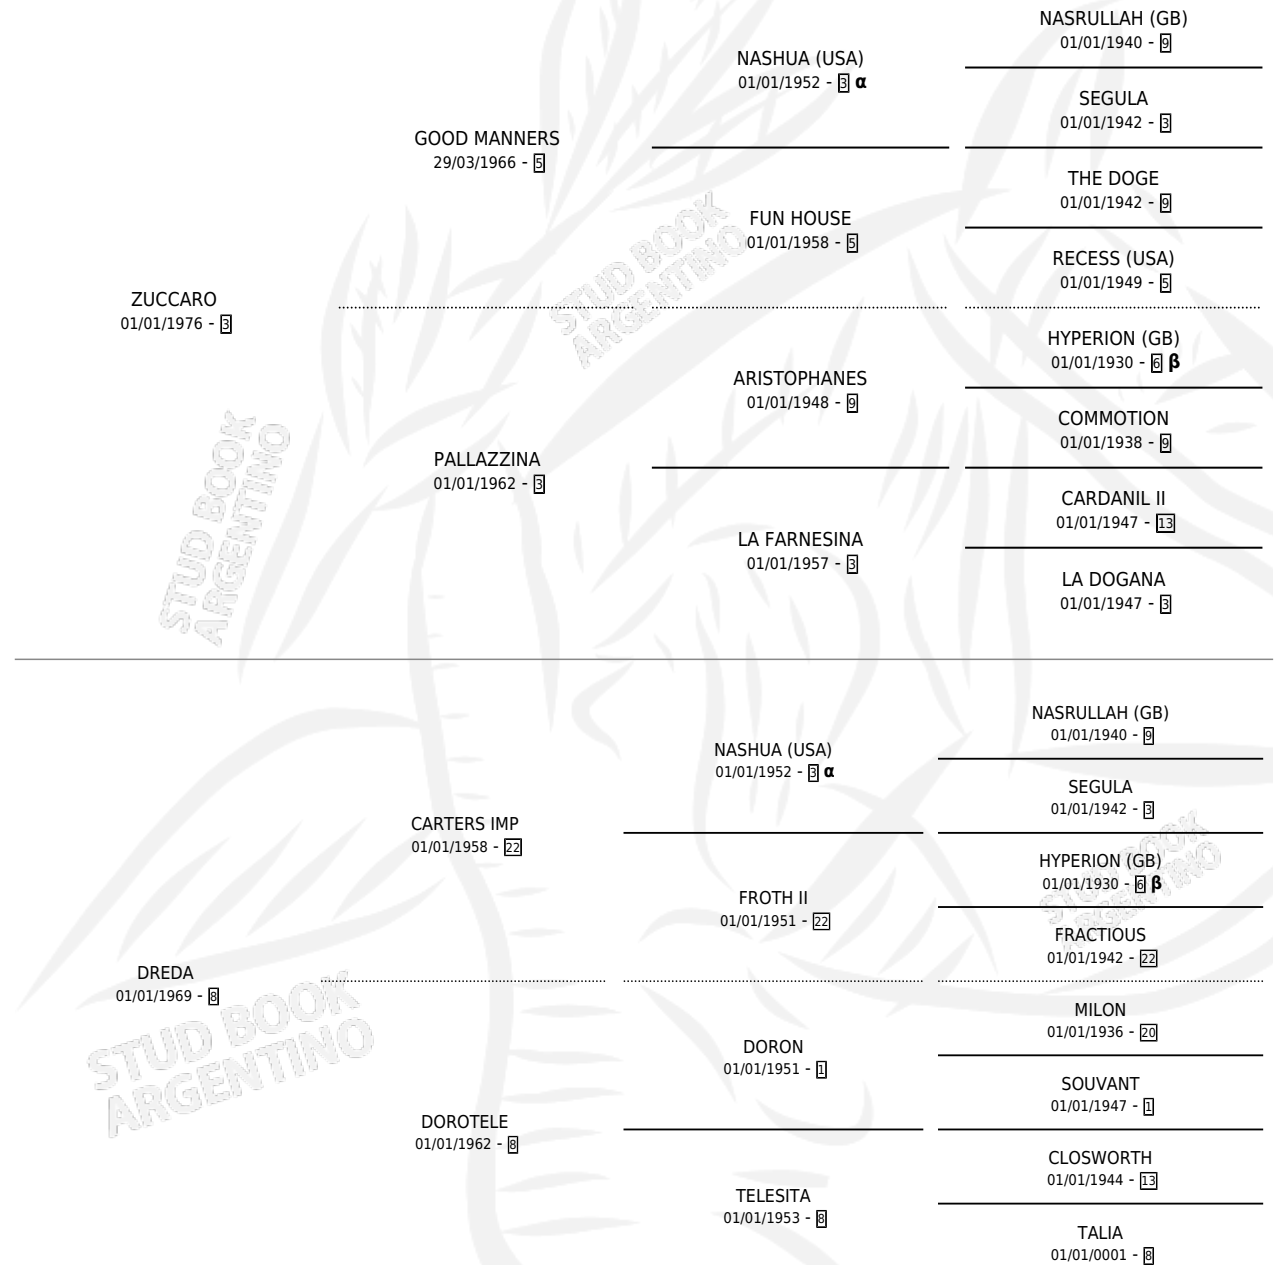 NASRULLAH (GB)
01/01/1940 - 9
NASHUA (USA)
01/01/1952 - 3 α
SEGULA
01/01/1942 - 3
GOOD MANNERS
29/03/1966 - 5
THE DOGE
01/01/1942 - 9
FUN HOUSE
01/01/1958 - 5
RECESS (USA)
01/01/1949 - 5
ZUCCARO
01/01/1976 - 3
HYPERION (GB)
01/01/1930 - 6 β
ARISTOPHANES
01/01/1948 - 9
COMMOTION
01/01/1938 - 9
PALLAZZINA
01/01/1962 - 3
CARDANIL II
01/01/1947 - 13
LA FARNESINA
01/01/1957 - 3
LA DOGANA
01/01/1947 - 3
NASRULLAH (GB)
01/01/1940 - 9
NASHUA (USA)
01/01/1952 - 3 α
SEGULA
01/01/1942 - 3
CARTERS IMP
01/01/1958 - 22
HYPERION (GB)
01/01/1930 - 6 β
FROTH II
01/01/1951 - 22
FRACTIOUS
01/01/1942 - 22
DREDA
01/01/1969 - 8
MILON
01/01/1936 - 20
DORON
01/01/1951 - 1
SOUVANT
01/01/1947 - 1
DOROTELE
01/01/1962 - 8
CLOSWORTH
01/01/1944 - 13
TELESITA
01/01/1953 - 8
TALIA
01/01/0001 - 8
STUD BOOK
ARGENTINO
STUD BOOK
ARGENTINO
STUD BOOK
ARGENTINO
STUD BOOK
ARGENTINO